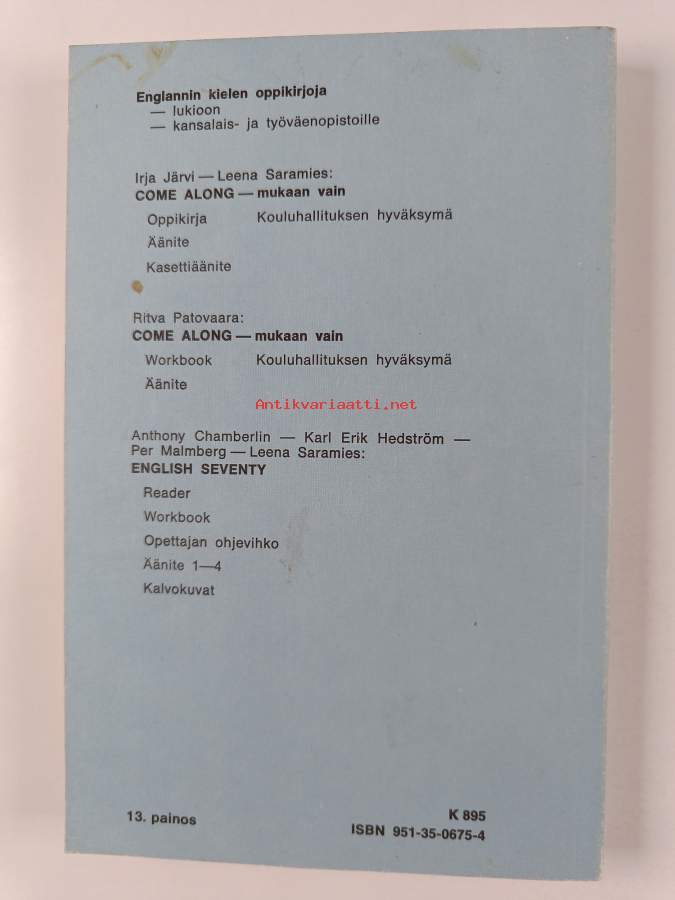 Englannin kielen oppikirjoja
— lukioon
— kansalais- ja työväenopistoille
Irja Järvi — Leena Saramies:
COME ALONG — mukaan vain
Oppikirja Kouluhallituksen hyväksymä
Äänite
Kasettiäänite
Ritva Patovaara:
COME ALONG — mukaan vain
Workbook Kouluhallituksen hyväksymä
Äänite
Antikvariaatti.net
Anthony Chamberlin — Karl Erik Hedström —
Per Malmberg — Leena Saramies:
ENGLISH SEVENTY
Reader
Workbook
Opettajan ohjevihko
Äänite 1—4
Kalvokuvat
13. painos
K 895
ISBN 951-35-0675-4